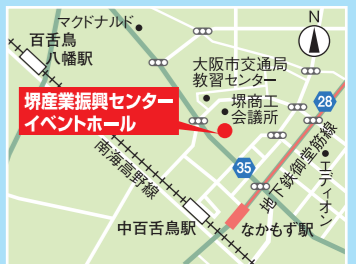 マクドナルド
N
百舌鳥
八幡駅
大阪市交通局
教習センター
堺産業振興センター
イベントホール
堺商工
会議所
28
南海高野線
35
地下鉄御堂筋線
エディオン
中百舌鳥駅
なかもず駅